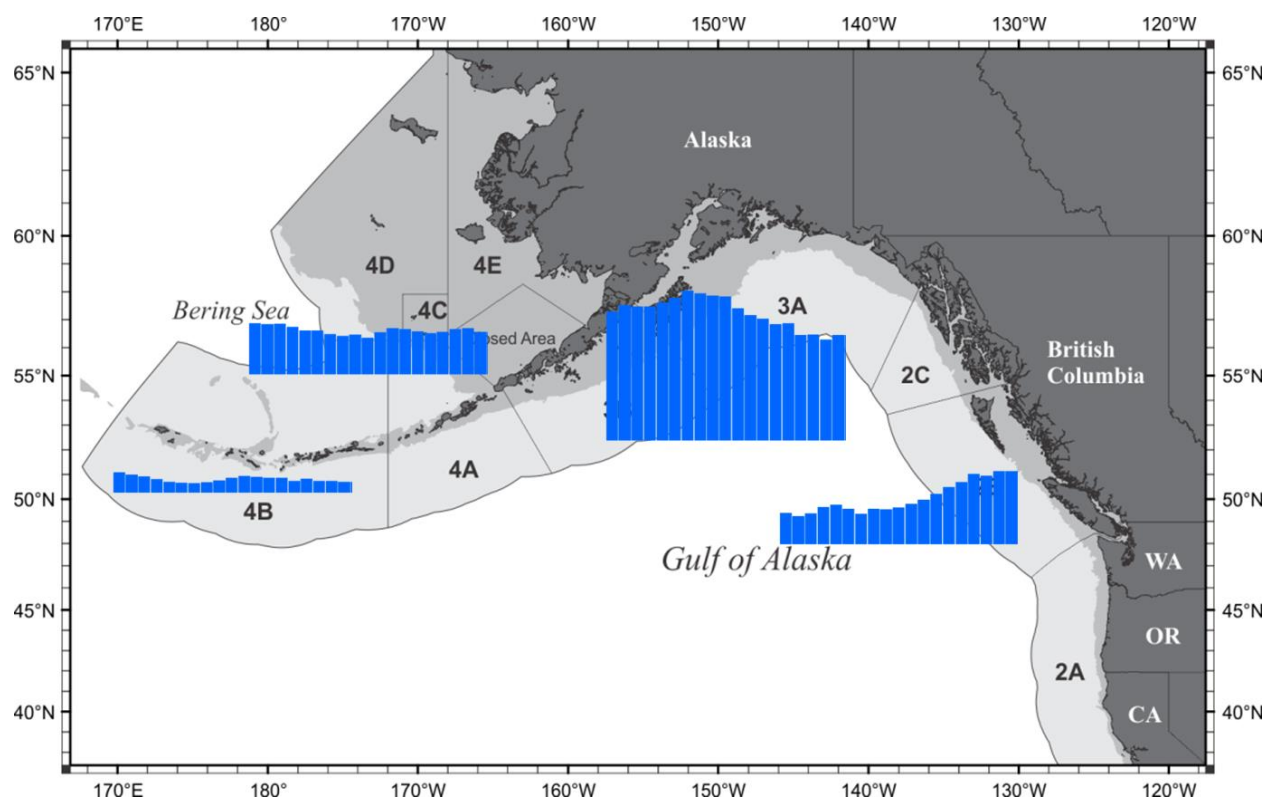 170°E 180° 170°W 160°W 150°W 140°W 130°W 120°W
65°N 65°N
Alaska
60°N 60°N
4D 4E
4C
Bering Sea
3A
osed Area
British
Columbia
55°N 2C 55°N
4A
50°N 50°N
4B
Gulf of Alaska
WA
45°N 45°N
OR
2A
40°N 40°N
CA
170°E 180° 170°W 160°W 150°W 140°W 130°W 120°W